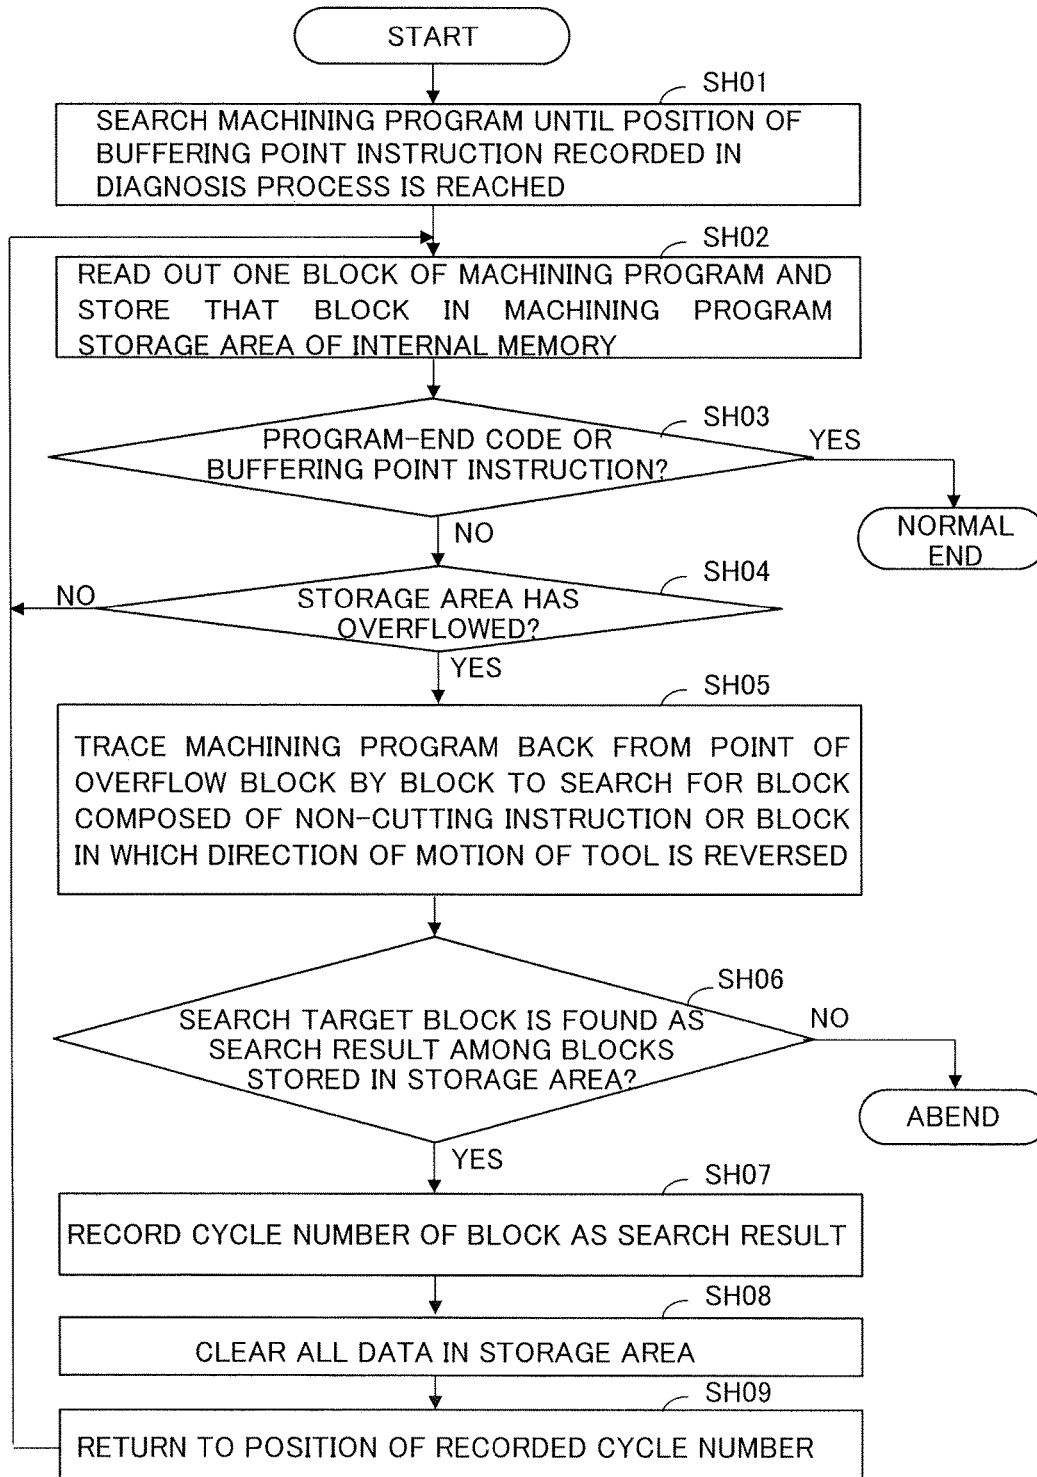 START
SH01
SEARCH MACHINING PROGRAM UNTIL POSITION OF
BUFFERING POINT INSTRUCTION RECORDED IN
DIAGNOSIS PROCESS IS REACHED
SH02
READ OUT ONE BLOCK OF MACHINING PROGRAM AND
STORE THAT BLOCK IN MACHINING PROGRAM
STORAGE AREA OF INTERNAL MEMORY
SH03
PROGRAM-END CODE OR
BUFFERING POINT INSTRUCTION?
YES
NORMAL
END
NO
SH04
STORAGE AREA HAS
OVERFLOWED?
NO
YES
SH05
TRACE MACHINING PROGRAM BACK FROM POINT OF
OVERFLOW BLOCK BY BLOCK TO SEARCH FOR BLOCK
COMPOSED OF NON-CUTTING INSTRUCTION OR BLOCK
IN WHICH DIRECTION OF MOTION OF TOOL IS REVERSED
SH06
SEARCH TARGET BLOCK IS FOUND AS
SEARCH RESULT AMONG BLOCKS
STORED IN STORAGE AREA?
NO
ABEND
YES
SH07
RECORD CYCLE NUMBER OF BLOCK AS SEARCH RESULT
SH08
CLEAR ALL DATA IN STORAGE AREA
SH09
RETURN TO POSITION OF RECORDED CYCLE NUMBER